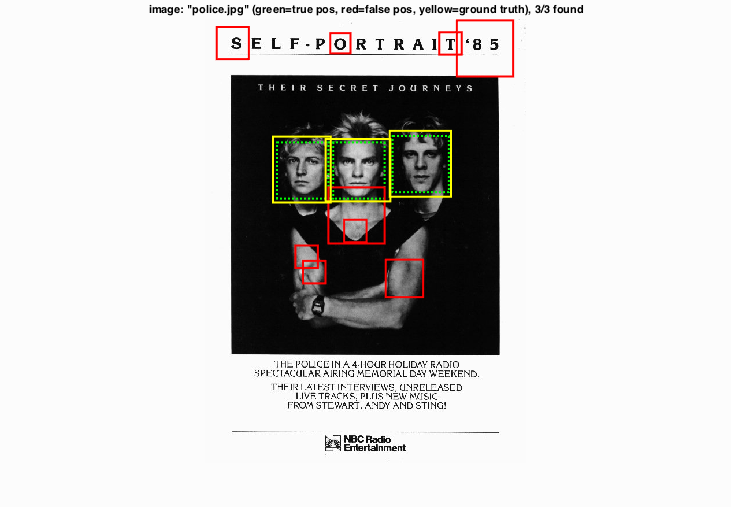 image: "police.jpg" (green=true pos, red=false pos, yellow=ground truth), 3/3 found
SELF-PORTRAIT '85
THEIR SECRET JOURNEYS
THE POLICE IN A 4-HOUR HOLIDAY RADIO
SPECTACULAR AIRING MEMORIAL DAY WEEKEND.
THEIR LATEST INTERVIEWS, UNRELEASED
LIVE TRACKS, PLUS NEW MUSIC
FROM STEWART, ANDY AND STING!
NBC Radio
Entertainment